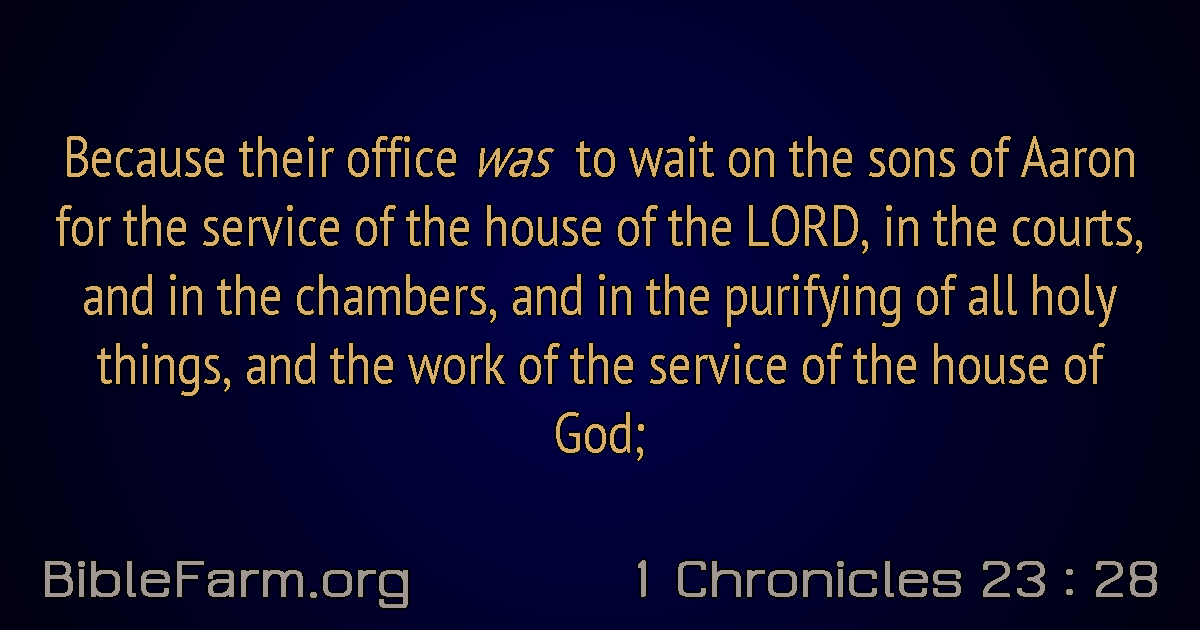 Because their office was to wait on the sons of Aaron
for the service of the house of the LORD, in the courts,
and in the chambers, and in the purifying of all holy
things, and the work of the service of the house of
God;
BibleFarm.org
1 Chronicles 23 : 28